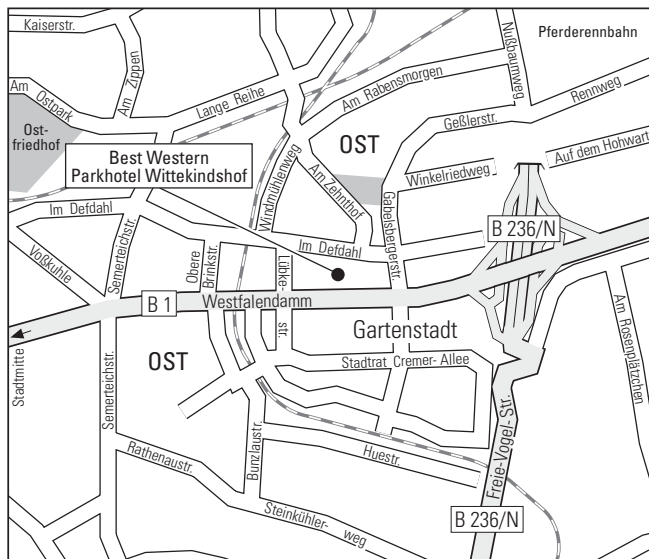 Kaiserstr.
Pferderennbahn
Nußbaumweg
Am Zippen
Am Ostpark
Lange Reihe
Am Rabensmorgen
Rennweg
Geßlerstr.
Ost-
friedhof
OST
Auf dem Hohwart
Best Western
Parkhotel Wittekindshof
Windmühlenweg
Am Zehnthof
Winkelriedweg
Gabelsbergerstr.
Im Defdahl
Im Defdahl
B 236/N
Voßkuhle
Semerteichstr.
Obere
Brinkstr.
Lübke-
str.
B 1
Westfalendamm
Gartenstadt
Am Rosenplätzchen
Stadtmitte
OST
Stadtrat Cremer-Allee
Semerteichstr.
Freie-Vogel-Str.
Rathenaustr.
Bunzlaustr.
Huestr.
Steinkühler-
weg
B 236/N